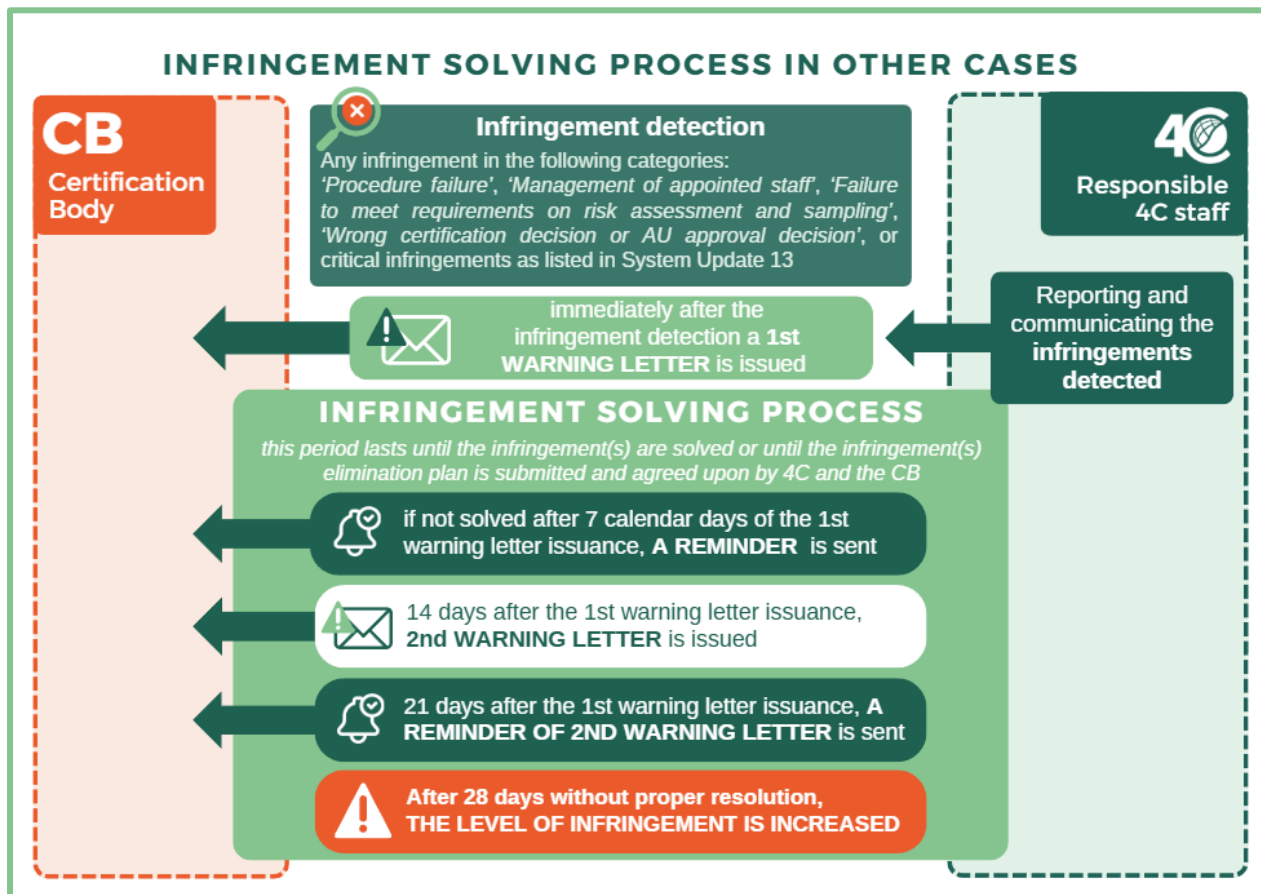 INFRINGEMENT SOLVING PROCESS IN OTHER CASES
CB
Certification
Body
Infringement detection
Any infringement in the following categories:
‘Procedure failure’, ‘Management of appointed staff’, ‘Failure
to meet requirements on risk assessment and sampling’,
‘Wrong certification decision or AU approval decision’, or
critical infringements as listed in System Update 13
4C
Responsible
4C staff
Reporting and
communicating the
infringements
detected
immediately after the
infringement detection a 1st
WARNING LETTER is issued
INFRINGEMENT SOLVING PROCESS
this period lasts until the infringement(s) are solved or until the infringement(s)
elimination plan is submitted and agreed upon by 4C and the CB
if not solved after 7 calendar days of the 1st
warning letter issuance, A REMINDER is sent
14 days after the 1st warning letter issuance,
2nd WARNING LETTER is issued
21 days after the 1st warning letter issuance, A
REMINDER OF 2ND WARNING LETTER is sent
After 28 days without proper resolution,
THE LEVEL OF INFRINGEMENT IS INCREASED